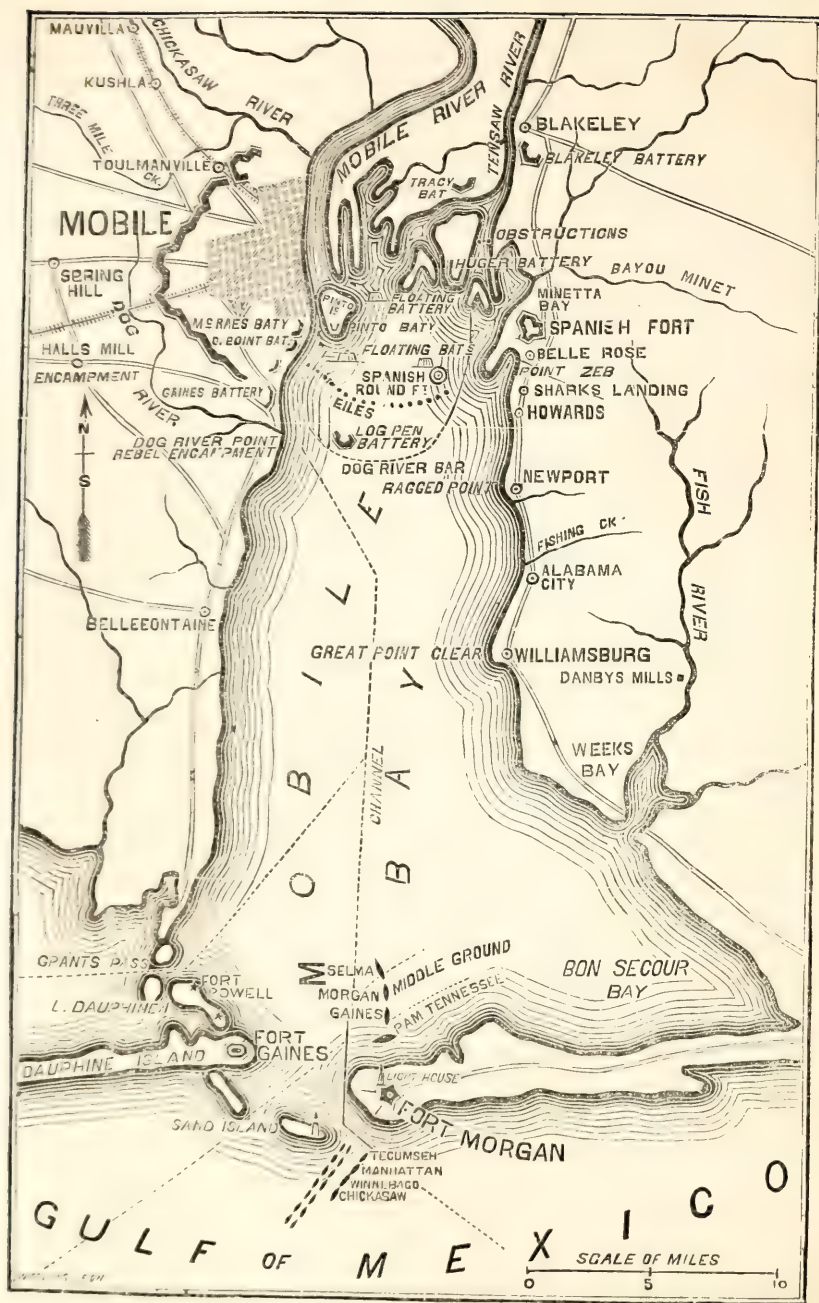 MAUVILLA
CHICKASAW
RIVER
KUSHLA
THREE MILE
CK.
TOULMANVILLE
MOBILE
MOBILE RIVER
TENSAW RIVER
BLAKELEY
BLAKELEY BATTERY
TRACY
BAT
OBSTRUCTIONS
HUGER BATTERY
BAYOU MINET
SPRING
HILL
DOG
RIVER
HALLS MILL
ENCAMPMENT
BATY
C. POINT BAT.
GAINES BATTERY
PINTO
IS
PINTO BATY
FLOATING
BATTERY
MINETTA
BAY
SPANISH FORT
FLOATING BATS
BELLE ROSE
POINT ZEB
SPANISH
ROUND FT
SHARKS LANDING
HOWARDS
EILES
LOG PEN
BATTERY
DOG RIVER POINT
REBEL ENCAMPMENT
DOG RIVER BAR
RAGGED POINT
NEWPORT
N
S
FISH
RIVER
FISHING CK.
ALABAMA
CITY
BELLEFONTAINE
GREAT POINT CLEAR
WILLIAMSBURG
DANBYS MILLS
WEEKS
BAY
CHANNEL
MOBILE
BAY
GRANTS PASS
FORT
POWELL
L. DAUPHINE I
SELMA
MORGAN
GAINES
MIDDLE GROUND
RAM TENNESSEE
BON SECOUR
BAY
DAUPHINE ISLAND
FORT
GAINES
LIGHT HOUSE
FORT MORGAN
SAND ISLAND
TECUMSEH
MANHATTAN
WINNEBAGO
CHICKASAW
GULF OF MEXICO
SCALE OF MILES
0 5 10